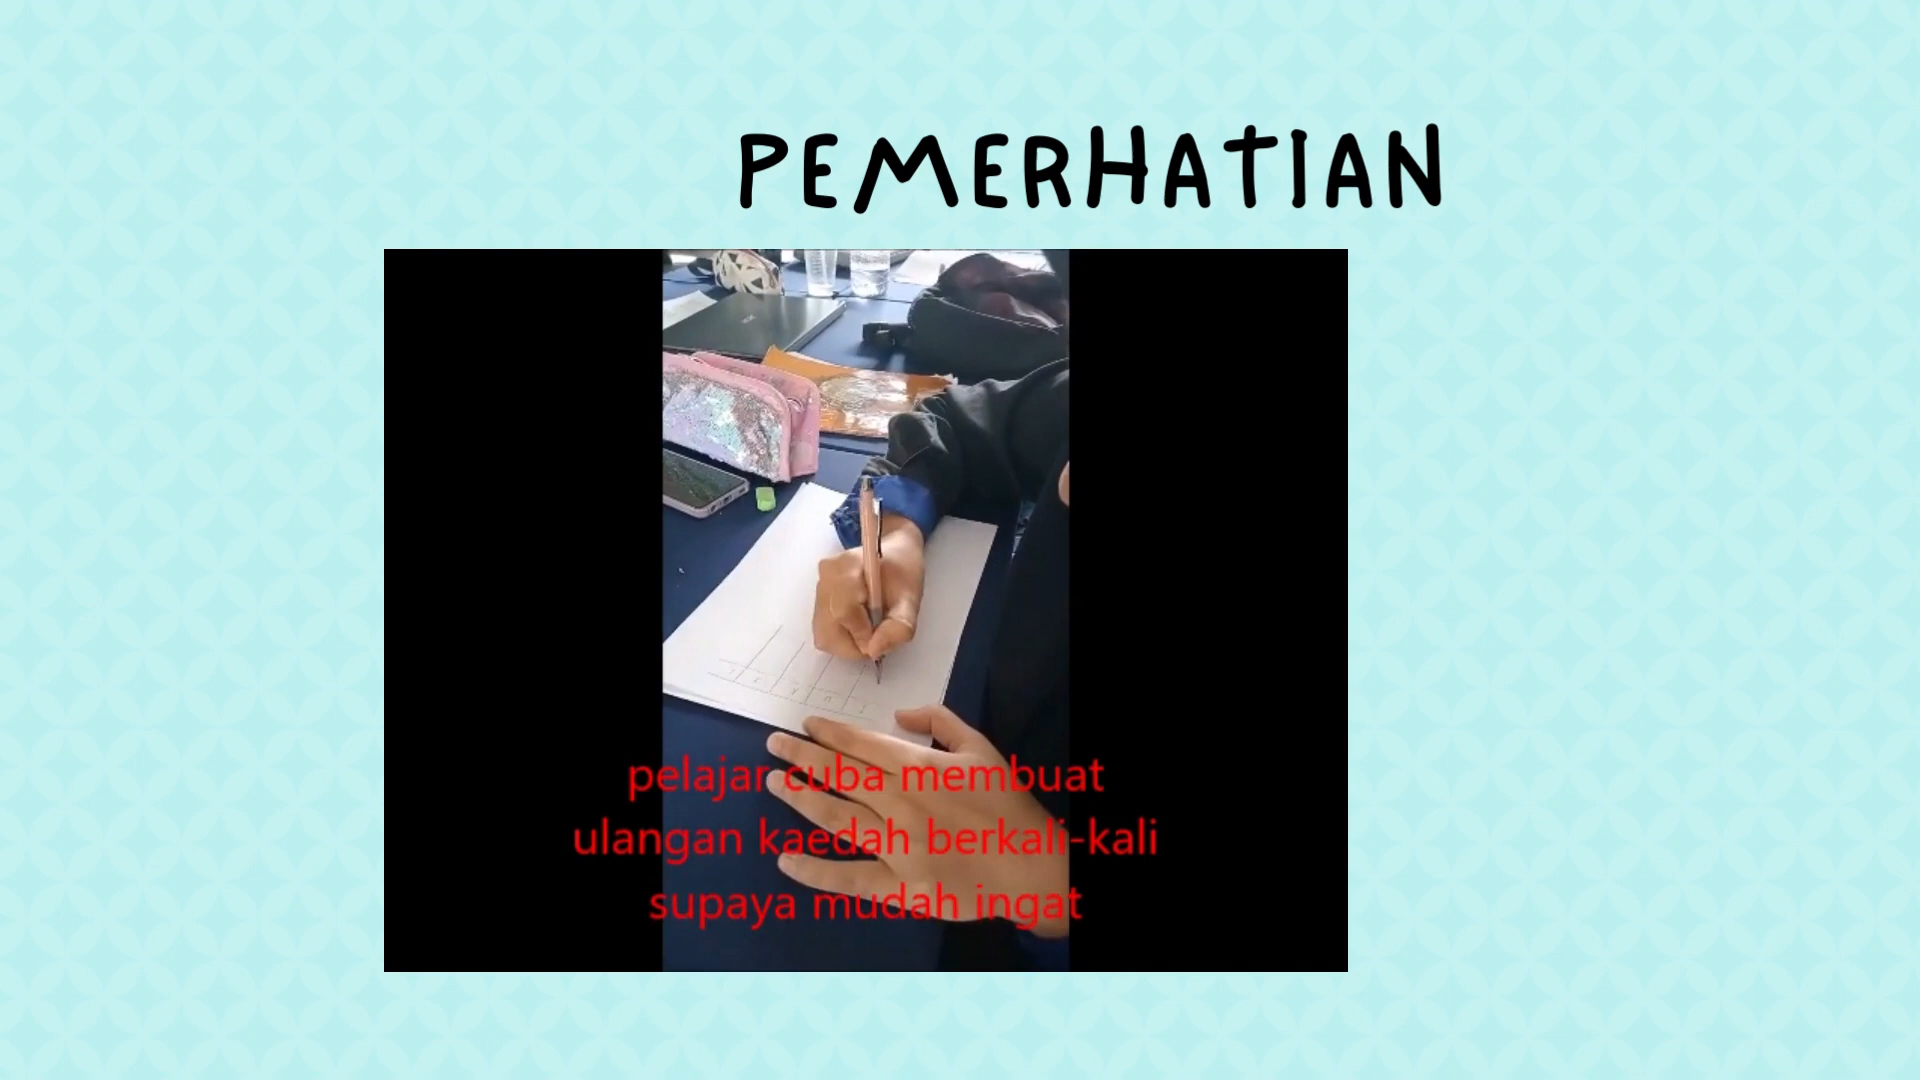 PEMERHATIAN
pelajar cuba membuat
ulangan kaedah berkali-kali
supaya mudah ingat